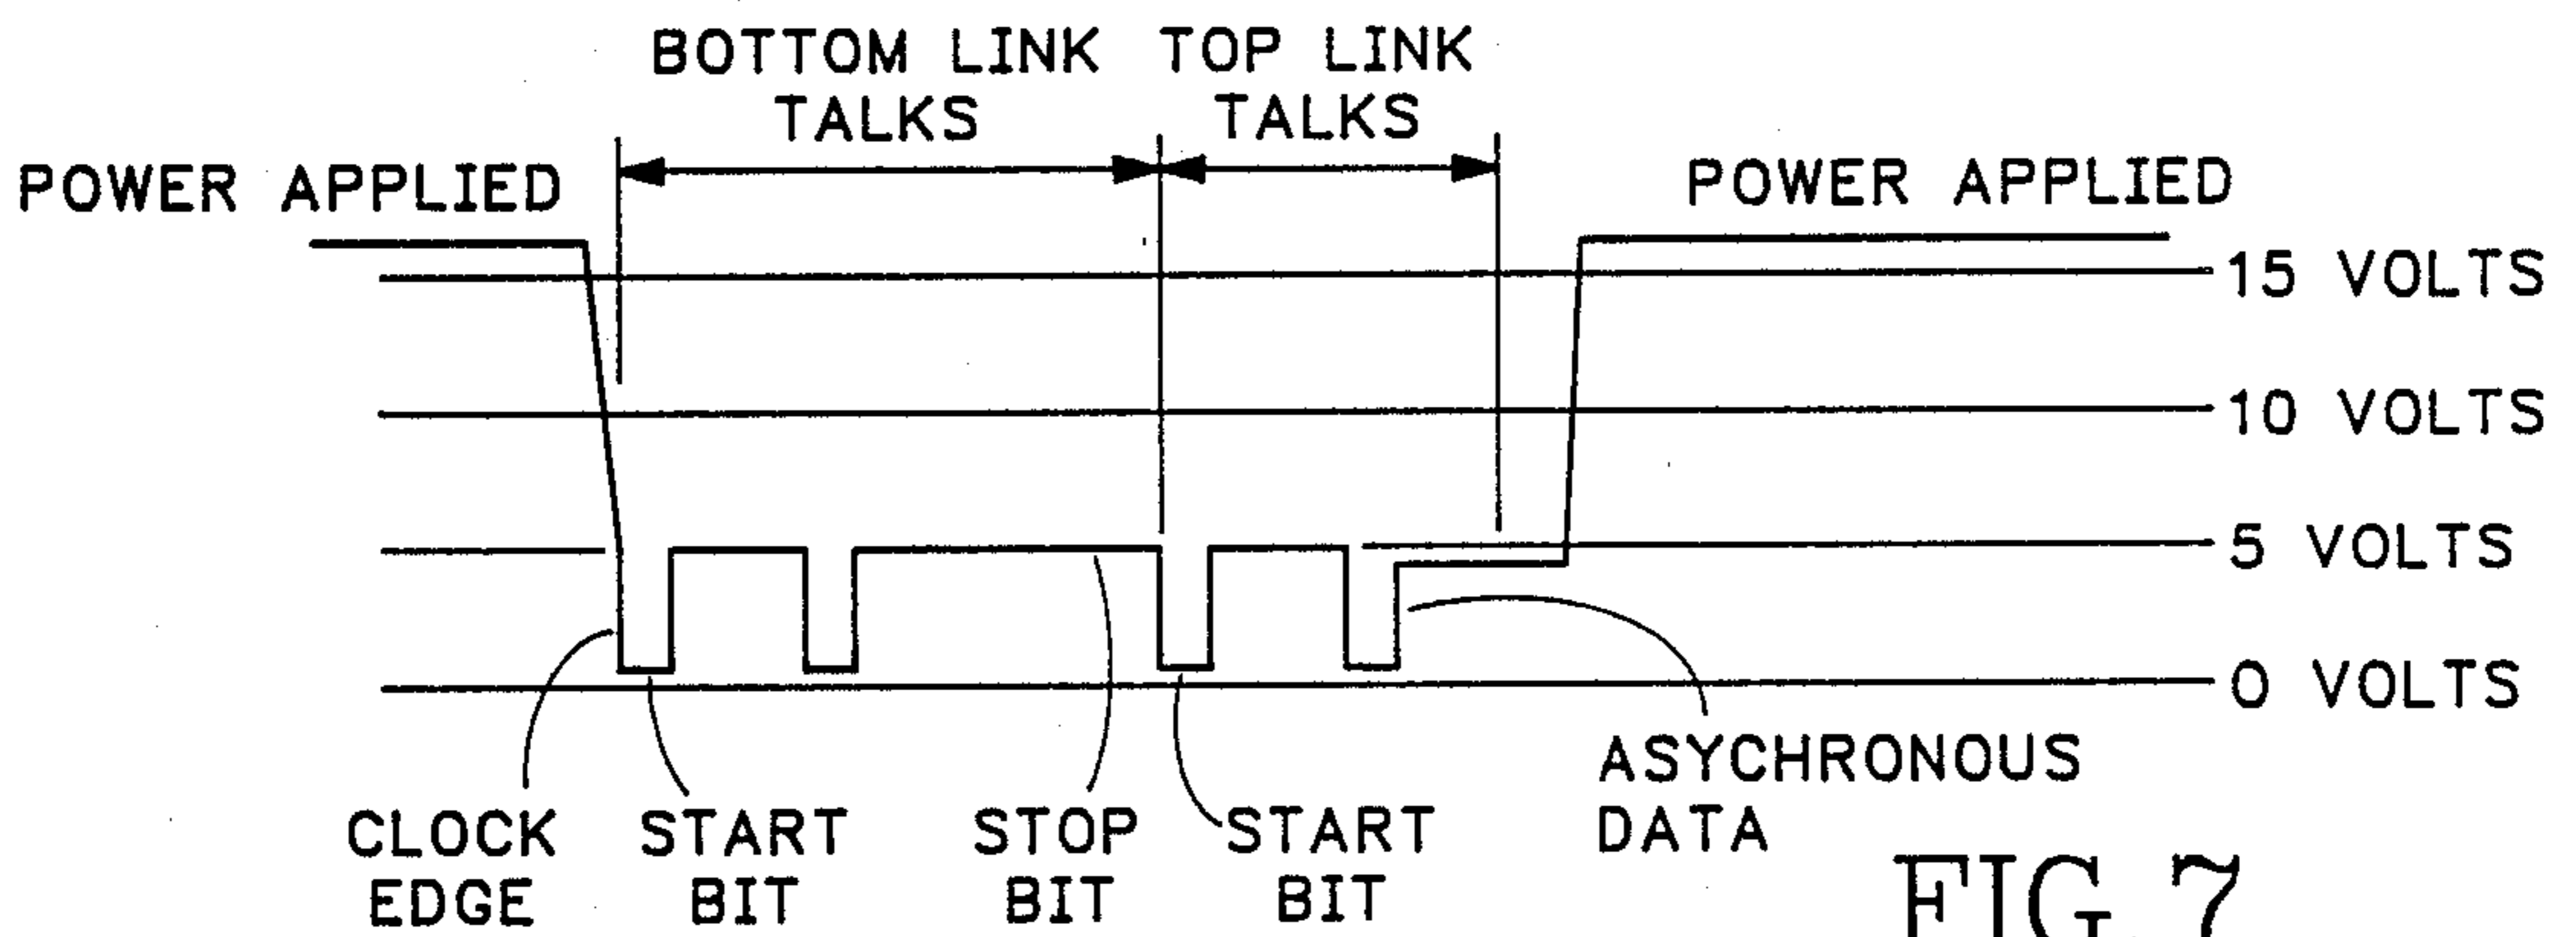 BOTTOM LINK
TALKS
TOP LINK
TALKS
POWER APPLIED
POWER APPLIED
15 VOLTS
10 VOLTS
5 VOLTS
0 VOLTS
CLOCK
EDGE
START
BIT
STOP
BIT
START
BIT
ASYCHRONOUS
DATA
FIG. 7